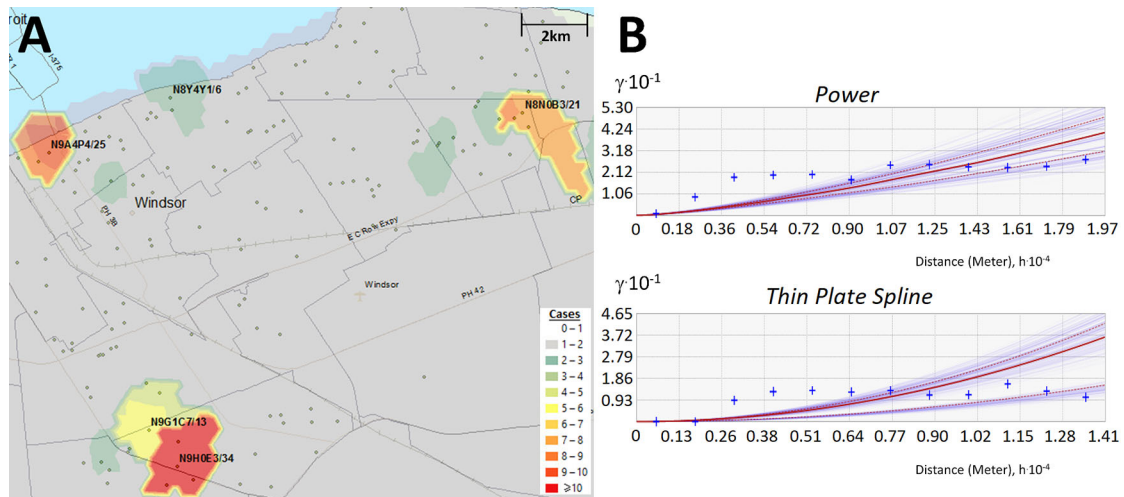 A
roit
I-375
2km
N8Y4Y1/6
N8N0B3/21
N9A4P4/25
Windsor
PH 3B
CP
E C Row Expy
Windsor
PH 42
N9G1C7/13
N9H0E3/34
Cases
0 – 1
1 – 2
2 – 3
3 – 4
4 – 5
5 – 6
6 – 7
7 – 8
8 – 9
9 – 10
⩾10
B
γ·10⁻¹
Power
5.30
4.24
3.18
2.12
1.06
0 0.18 0.36 0.54 0.72 0.90 1.07 1.25 1.43 1.61 1.79 1.97
Distance (Meter), h·10⁻⁴
γ·10⁻¹
Thin Plate Spline
4.65
3.72
2.79
1.86
0.93
0 0.13 0.26 0.38 0.51 0.64 0.77 0.90 1.02 1.15 1.28 1.41
Distance (Meter), h·10⁻⁴